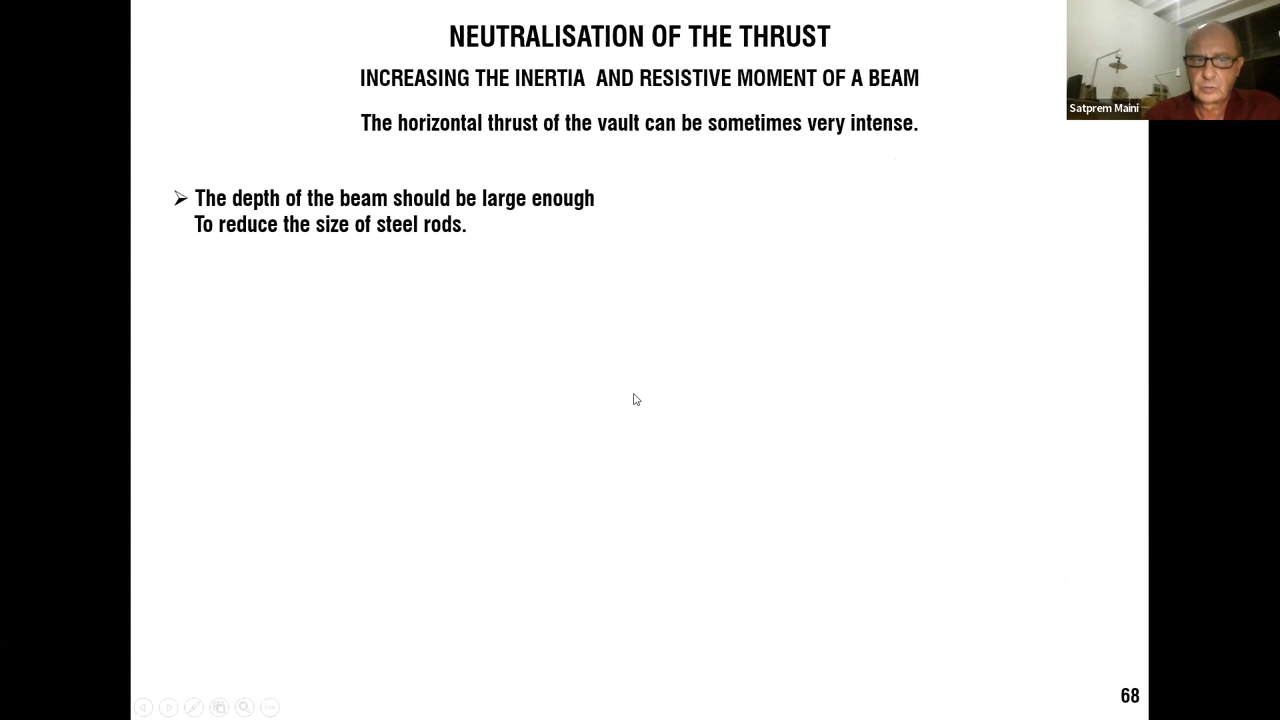 NEUTRALISATION OF THE THRUST
INCREASING THE INERTIA AND RESISTIVE MOMENT OF A BEAM
The horizontal thrust of the vault can be sometimes very intense.
Satprem Maini
➢ The depth of the beam should be large enough
To reduce the size of steel rods.
68